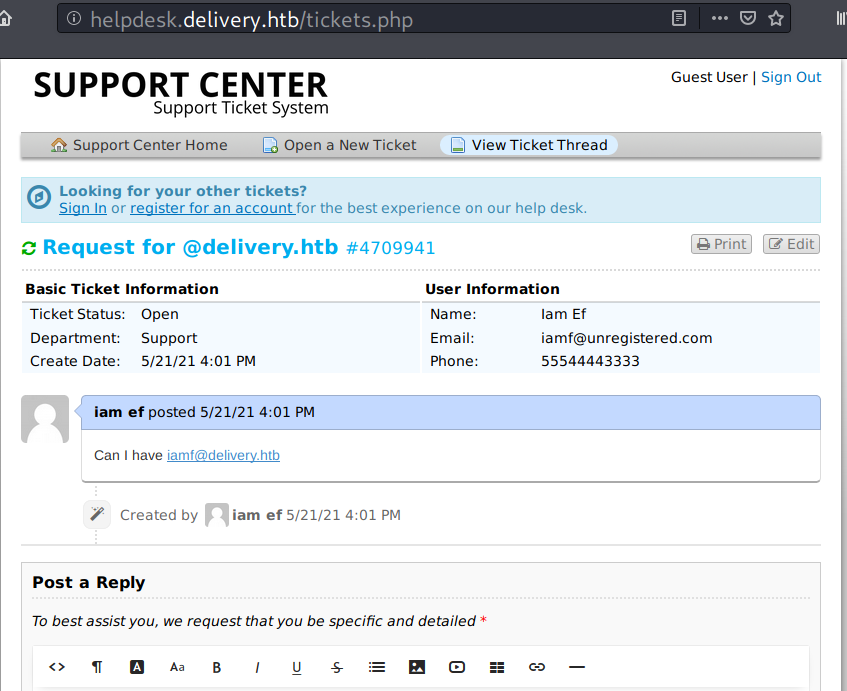 helpdesk.delivery.htb/tickets.php
SUPPORT CENTER
Support Ticket System
Guest User | Sign Out
Support Center Home Open a New Ticket View Ticket Thread
Looking for your other tickets?
Sign In or register for an account for the best experience on our help desk.
Request for @delivery.htb #4709941
Print Edit
Basic Ticket Information User Information
Ticket Status: Open Name: Iam Ef
Department: Support Email: iamf@unregistered.com
Create Date: 5/21/21 4:01 PM Phone: 55544443333
iam ef posted 5/21/21 4:01 PM
Can I have iamf@delivery.htb
Created by iam ef 5/21/21 4:01 PM
Post a Reply
To best assist you, we request that you be specific and detailed *
<> ¶ A Aa B I U S